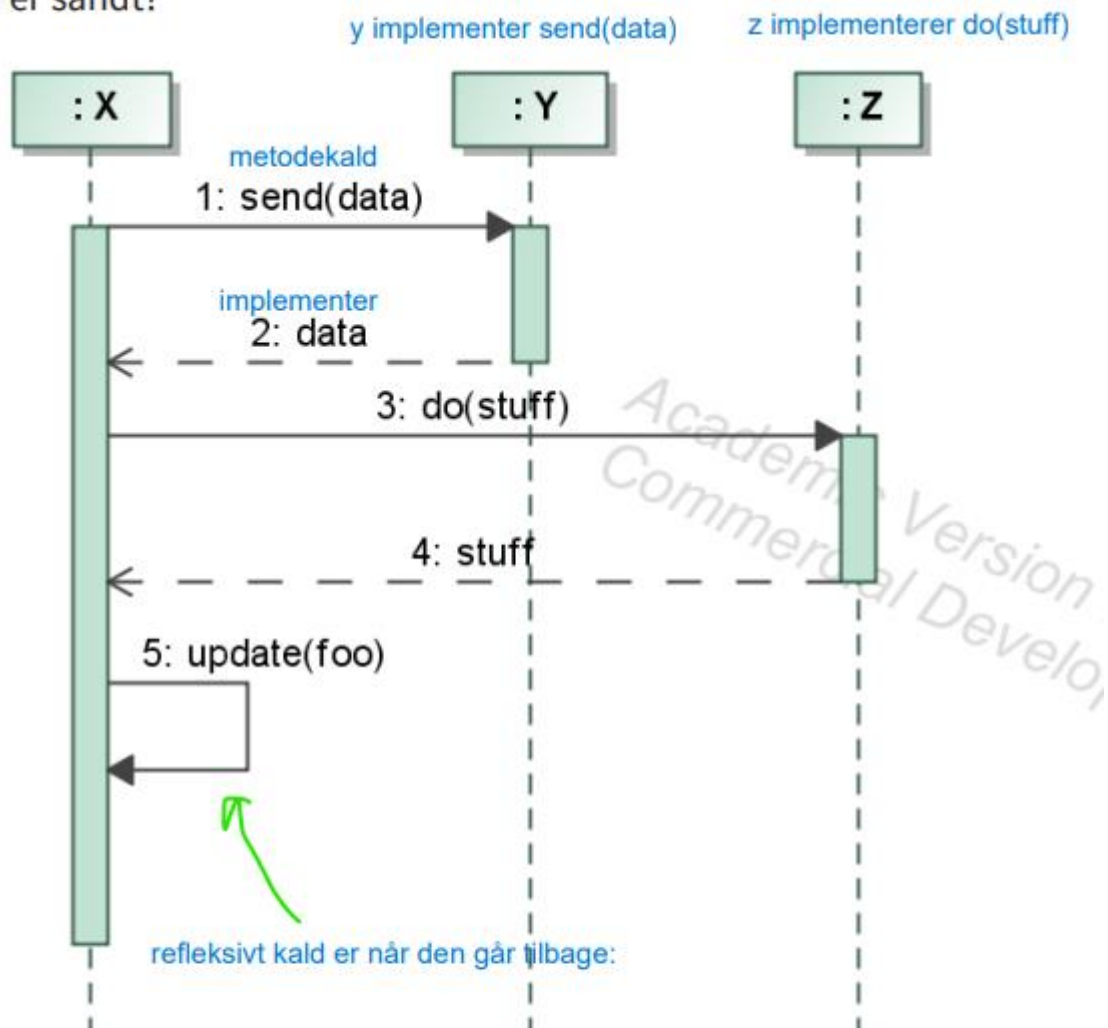 er sandt?
y implementer send(data)
z implementerer do(stuff)
: X
: Y
: Z
metodekald
1: send(data)
implementer
2: data
3: do(stuff)
Academic Version
Commercial Develop
4: stuff
5: update(foo)
refleksivt kald er når den går tilbage: